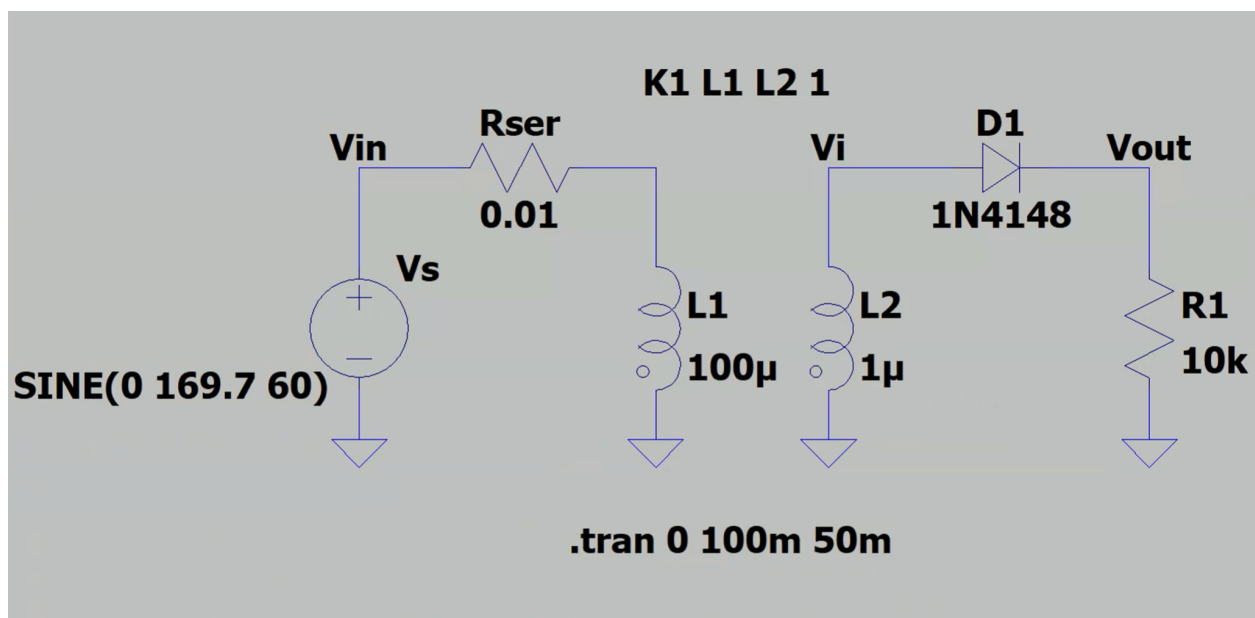 K1 L1 L2 1
Rser
D1
Vin
Vi
Vout
0.01
1N4148
Vs
L1
L2
R1
100µ
1µ
10k
SINE(0 169.7 60)
.tran 0 100m 50m